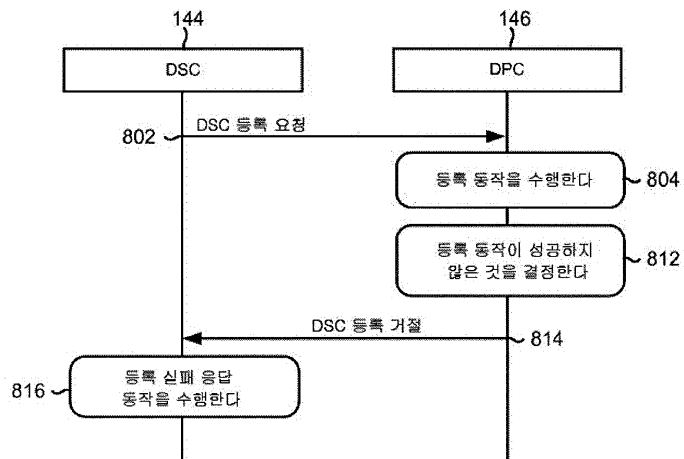 144
146
DSC
DPC
802
DSC 등록 요청
등록 동작을 수행한다
804
등록 동작이 성공하지
않은 것을 결정한다
812
DSC 등록 거절
814
등록 실패 응답
동작을 수행한다
816